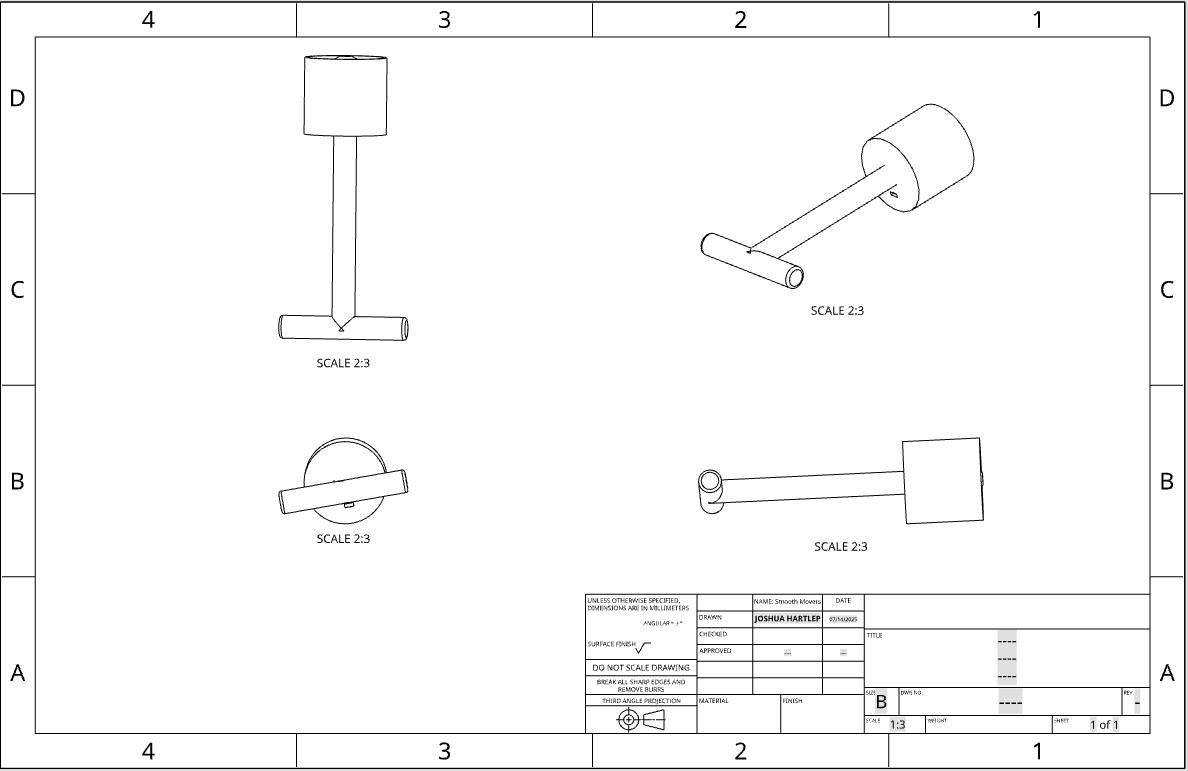 4 3 2 1
D D
SCALE 2:3
C C
SCALE 2:3
B B
SCALE 2:3
SCALE 2:3
A A
UNLESS OTHERWISE SPECIFIED,
DIMENSIONS ARE IN MILLIMETERS
ANGULAR = ± °
SURFACE FINISH
DO NOT SCALE DRAWING
BREAK ALL SHARP EDGES AND
REMOVE BURRS
THIRD ANGLE PROJECTION
NAME: Smooth Movers DATE
DRAWN JOSHUA HARTLEP 07/14/2025
CHECKED
APPROVED --- ---
MATERIAL FINISH
TITLE
----
----
----
SIZE B DWG NO. ---- REV. -
SCALE 1:3 WEIGHT SHEET 1 of 1
4 3 2 1